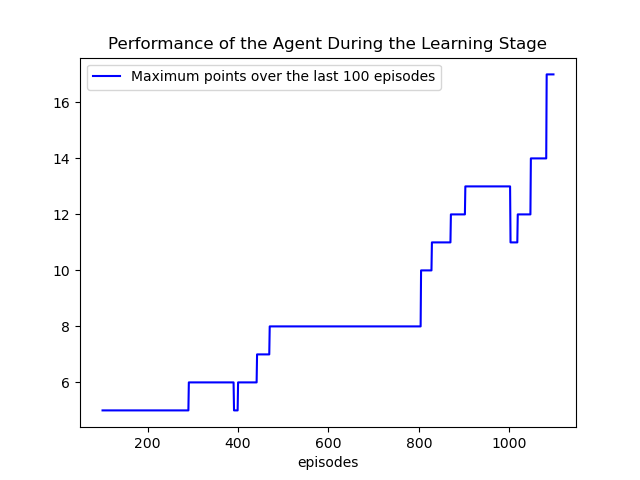 Performance of the Agent During the Learning Stage
Maximum points over the last 100 episodes
16
14
12
10
8
6
200 400 600 800 1000
episodes